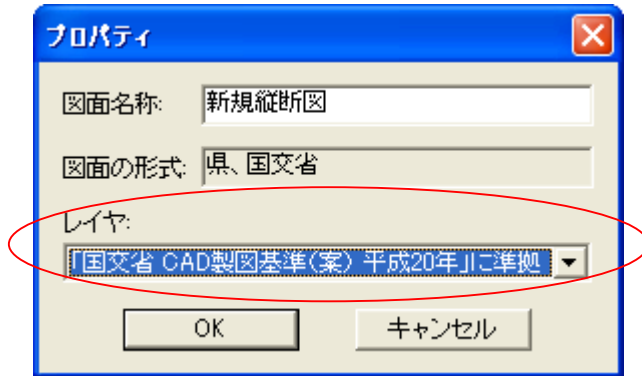 プロパティ
図面名称: 新規縦断図
図面の形式: 県、国交省
レイヤ:
「国交省 CAD製図基準(案) 平成20年」に準拠
OK キャンセル